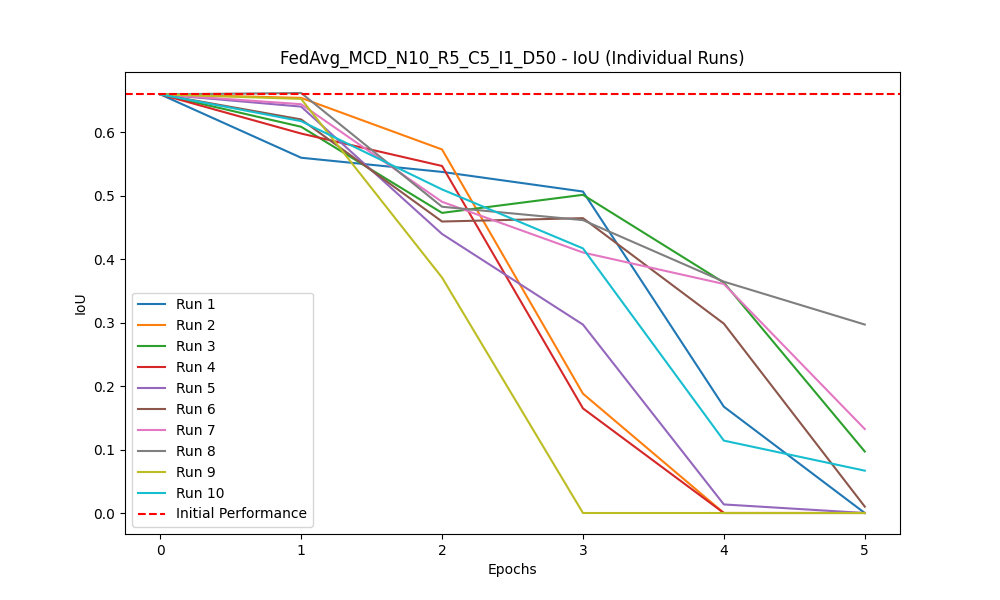 FedAvg_MCD_N10_R5_C5_I1_D50 - IoU (Individual Runs)
IoU
0.6
0.5
0.4
0.3
0.2
0.1
0.0
Run 1
Run 2
Run 3
Run 4
Run 5
Run 6
Run 7
Run 8
Run 9
Run 10
Initial Performance
0 1 2 3 4 5
Epochs